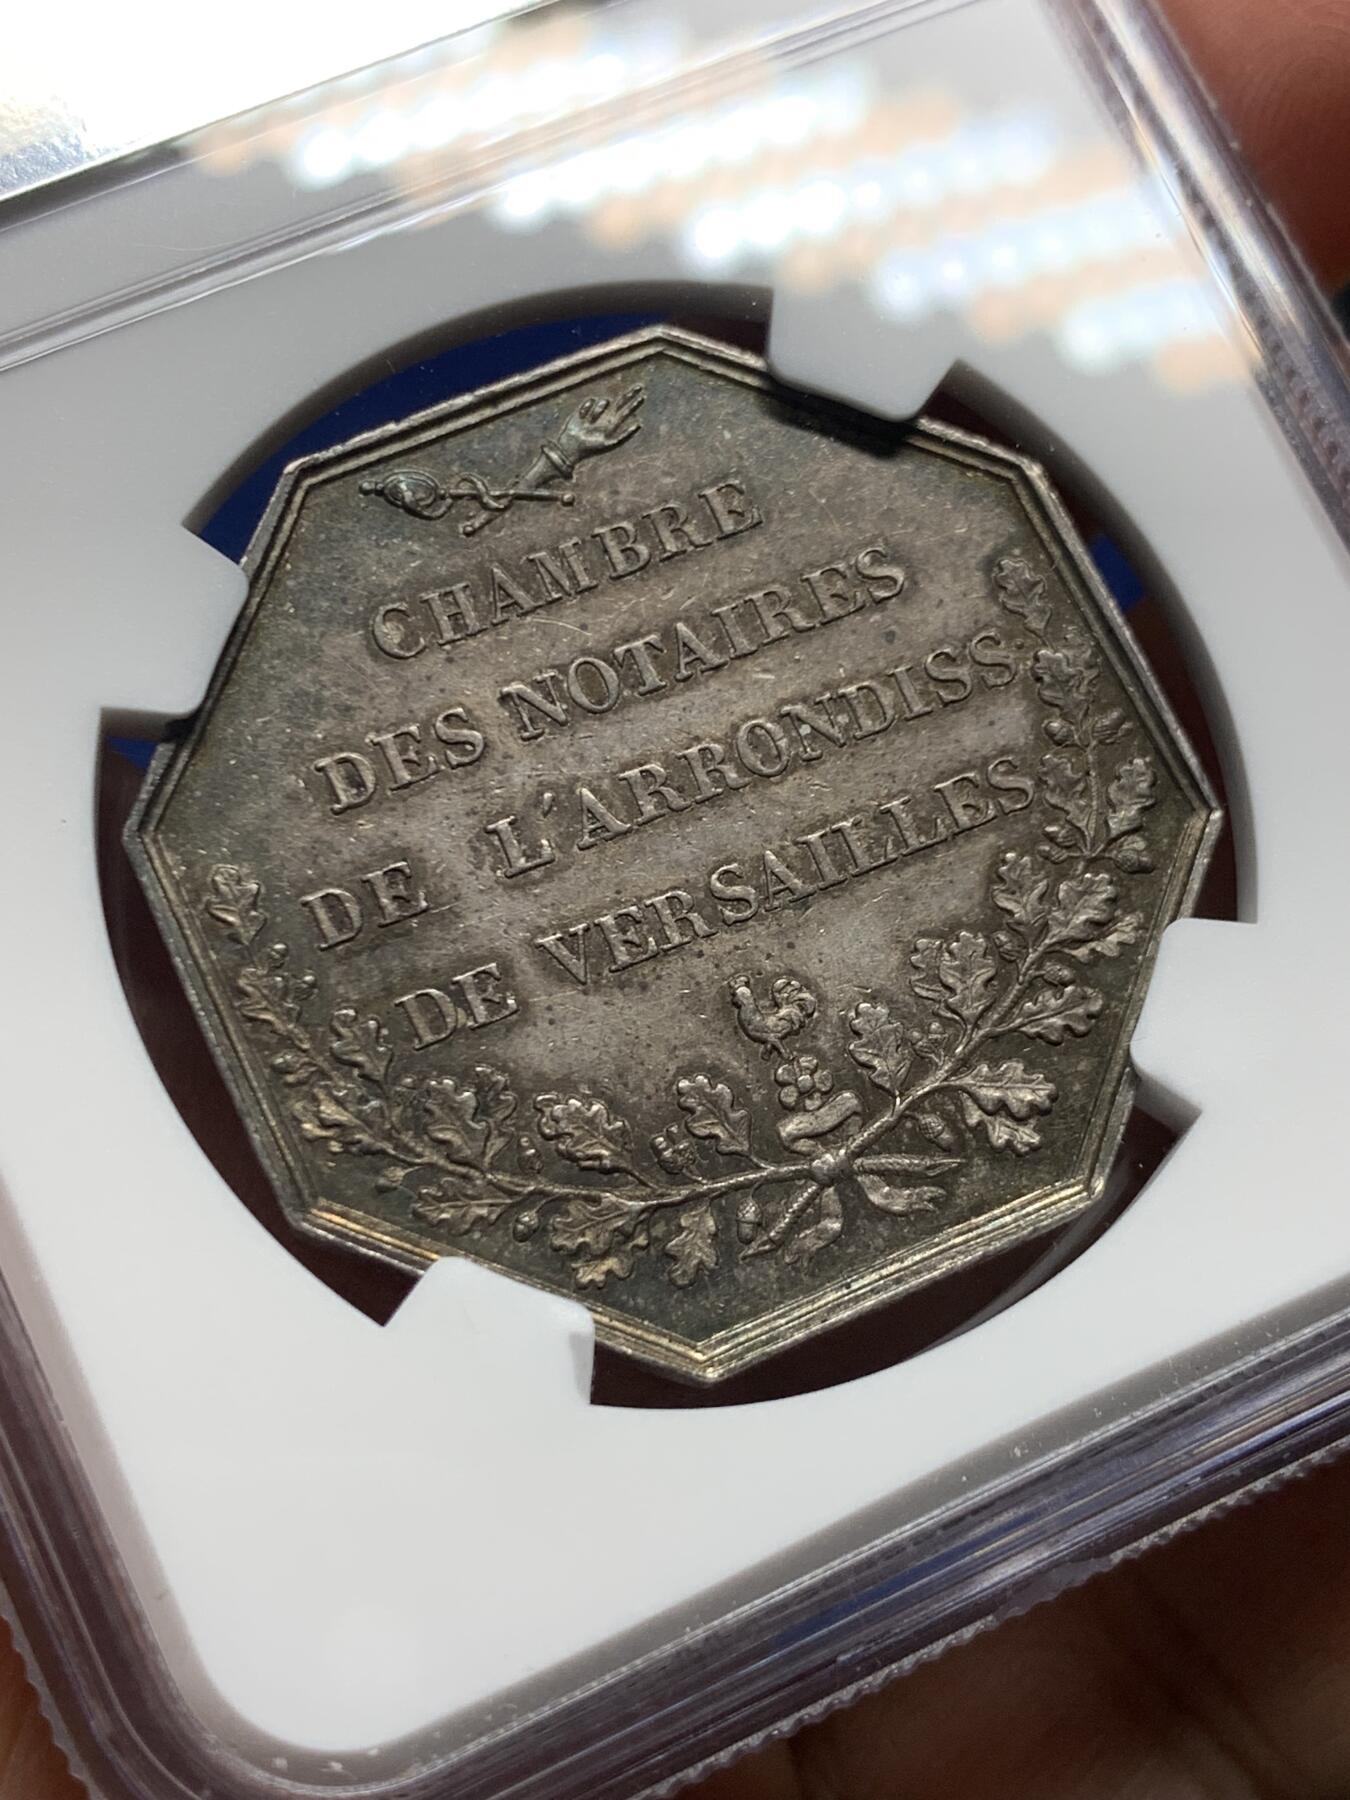 CHAMBRE
DES NOTAIRES
DE L'ARRONDISS.
DE VERSAILLES